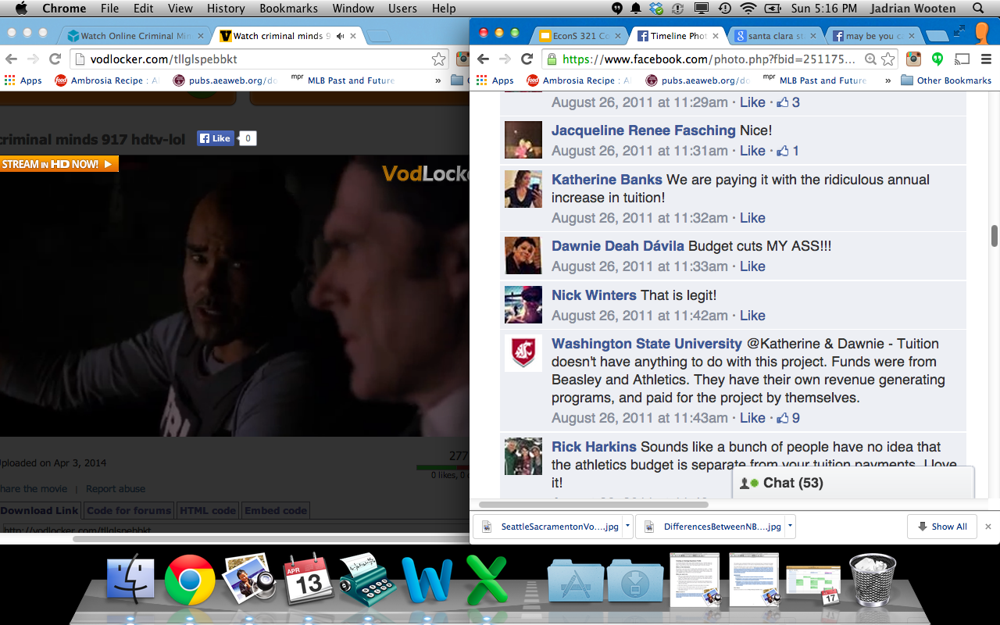 Chrome File Edit View History Bookmarks Window Users Help Sun 5:16 PM Jadrian Wooten
Watch Online Criminal Min
Watch criminal minds 9
vodlocker.com/tllglspebbkt
Apps Ambrosia Recipe : Al pubs.aeaweb.org/do mpr MLB Past and Future »
criminal minds 917 hdtv-lol Like 0
STREAM IN HD NOW!
VodLocke
Uploaded on Apr 3, 2014
277
0 likes, 0 d
hare the movie | Report abuse
Download Link Code for forums HTML code Embed code
http://vodlocker.com/tllglspebbkt
EconS 321 Co
Timeline Phot
santa clara sta
may be you ca
https://www.facebook.com/photo.php?fbid=251175...
Apps Ambrosia Recipe : Al pubs.aeaweb.org/do mpr MLB Past and Future » Other Bookmarks
August 26, 2011 at 11:29am · Like · 3
Jacqueline Renee Fasching Nice!
August 26, 2011 at 11:31am · Like · 1
Katherine Banks We are paying it with the ridiculous annual
increase in tuition!
August 26, 2011 at 11:32am · Like
Dawnie Deah Dávila Budget cuts MY ASS!!!
August 26, 2011 at 11:33am · Like
Nick Winters That is legit!
August 26, 2011 at 11:42am · Like
Washington State University @Katherine & Dawnie - Tuition
doesn't have anything to do with this project. Funds were from
Beasley and Athletics. They have their own revenue generating
programs, and paid for the project by themselves.
August 26, 2011 at 11:43am · Like · 9
Rick Harkins Sounds like a bunch of people have no idea that
the athletics budget is separate from your tuition payments. I love
it!
Chat (53)
SeattleSacramentonVo....jpg DifferencesBetweenNB....jpg Show All
APR
13
17